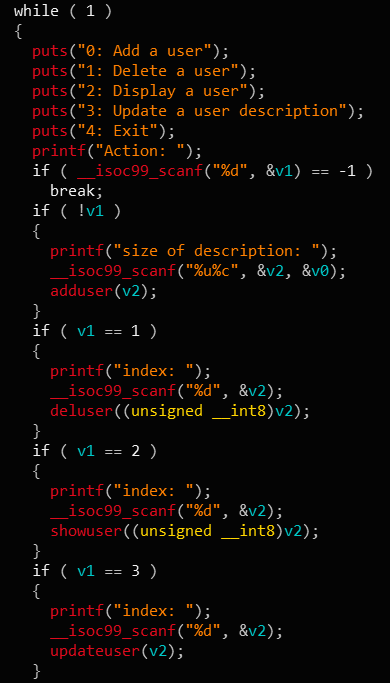 while ( 1 )
{
puts("0: Add a user");
puts("1: Delete a user");
puts("2: Display a user");
puts("3: Update a user description");
puts("4: Exit");
printf("Action: ");
if ( __isoc99_scanf("%d", &v1) == -1 )
break;
if ( !v1 )
{
printf("size of description: ");
__isoc99_scanf("%u%c", &v2, &v0);
adduser(v2);
}
if ( v1 == 1 )
{
printf("index: ");
__isoc99_scanf("%d", &v2);
deluser((unsigned __int8)v2);
}
if ( v1 == 2 )
{
printf("index: ");
__isoc99_scanf("%d", &v2);
showuser((unsigned __int8)v2);
}
if ( v1 == 3 )
{
printf("index: ");
__isoc99_scanf("%d", &v2);
updateuser(v2);
}